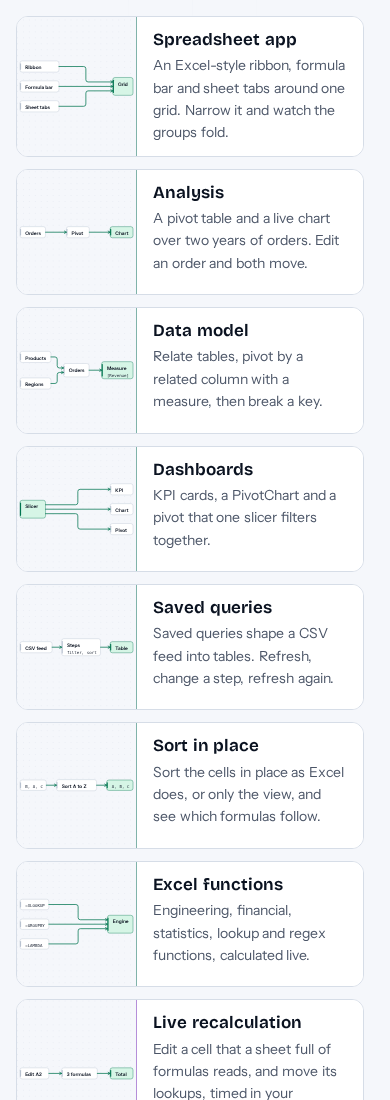 Spreadsheet app
An Excel-style ribbon, formula
bar and sheet tabs around one
grid. Narrow it and watch the
groups fold.
Ribbon
Formula bar
Sheet tabs
Grid
Analysis
A pivot table and a live chart
over two years of orders. Edit
an order and both move.
Orders
Pivot
Chart
Data model
Relate tables, pivot by a
related column with a
measure, then break a key.
Products
Regions
Orders
Measure
[Revenue]
Dashboards
KPI cards, a PivotChart and a
pivot that one slicer filters
together.
Slicer
KPI
Chart
Pivot
Saved queries
Saved queries shape a CSV
feed into tables. Refresh,
change a step, refresh again.
CSV feed
Steps
filter, sort
Table
Sort in place
Sort the cells in place as Excel
does, or only the view, and
see which formulas follow.
B, A, C
Sort A to Z
A, B, C
Excel functions
Engineering, financial,
statistics, lookup and regex
functions, calculated live.
=XLOOKUP
=GROUPBY
=LAMBDA
Engine
Live recalculation
Edit a cell that a sheet full of
formulas reads, and move its
lookups, timed in your
Edit A2
3 formulas
Total